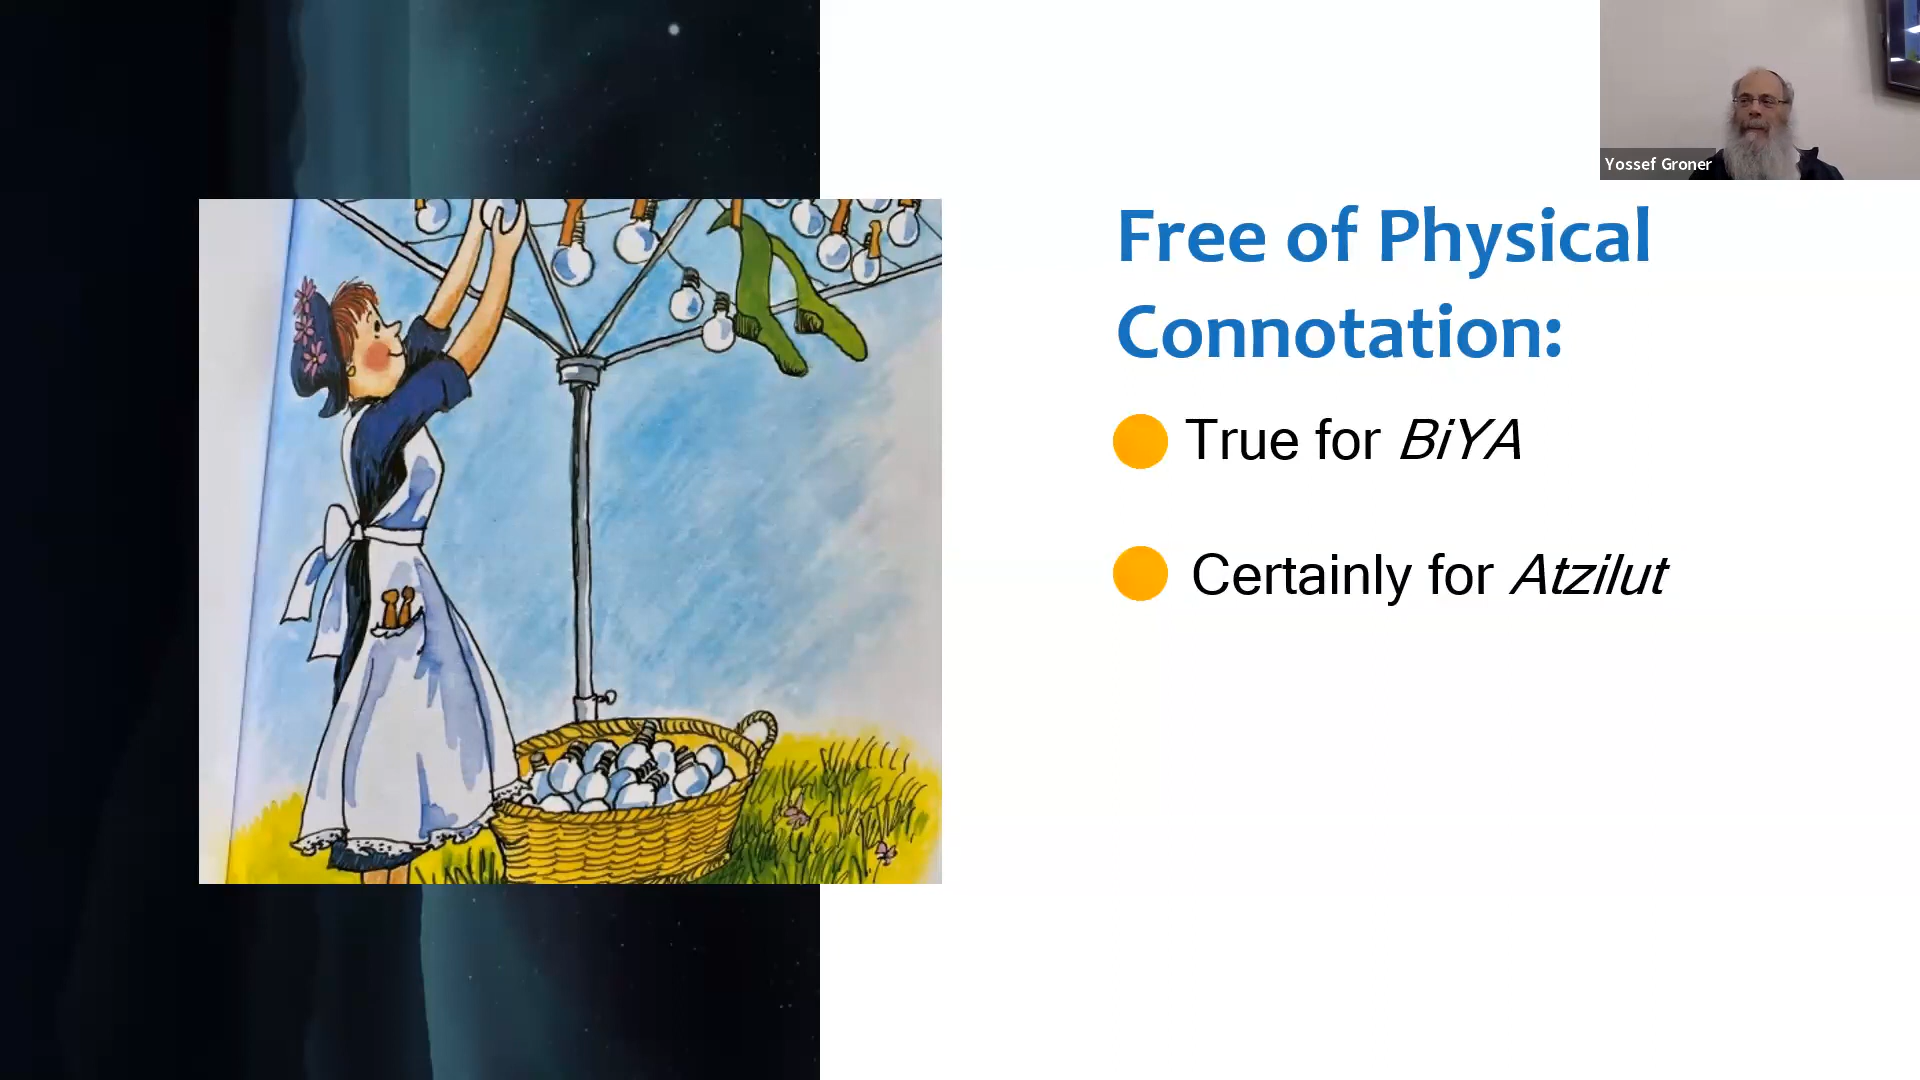 Yossef Groner
Free of Physical
Connotation:
True for BiYA
Certainly for Atzilut